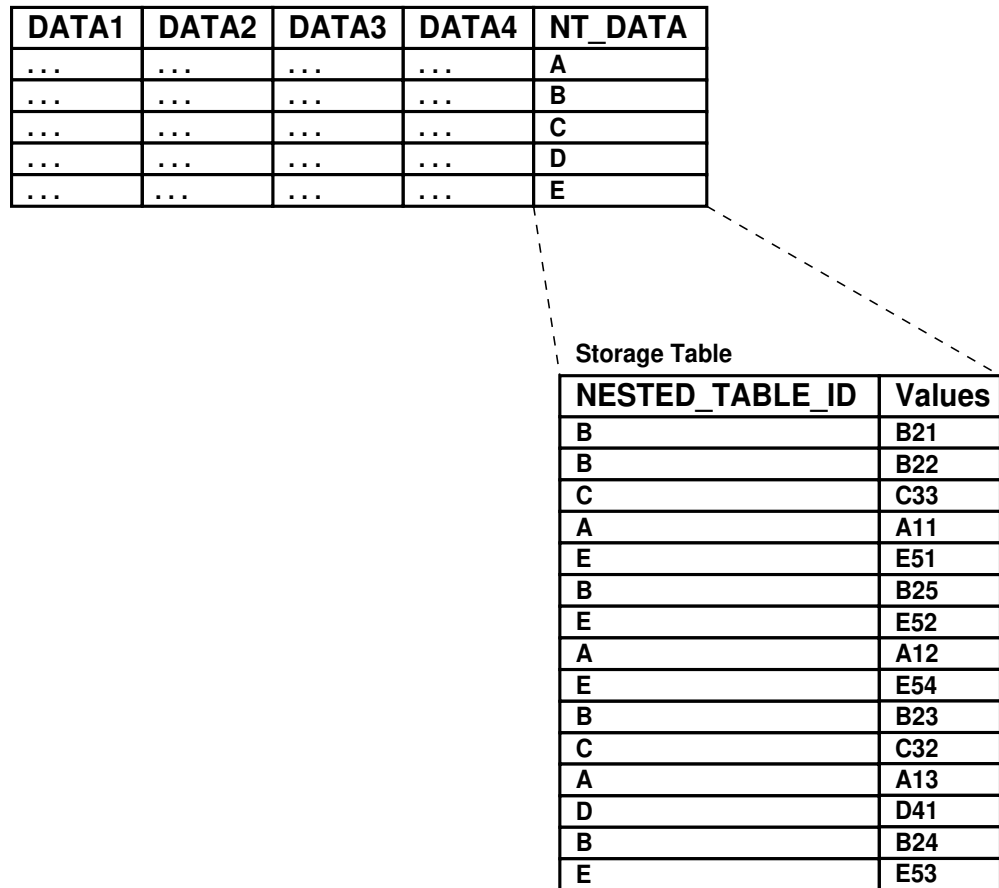 DATA1 DATA2 DATA3 DATA4 NT_DATA
... ... ... ... A
... ... ... ... B
... ... ... ... C
... ... ... ... D
... ... ... ... E
Storage Table
NESTED_TABLE_ID Values
B B21
B B22
C C33
A A11
E E51
B B25
E E52
A A12
E E54
B B23
C C32
A A13
D D41
B B24
E E53